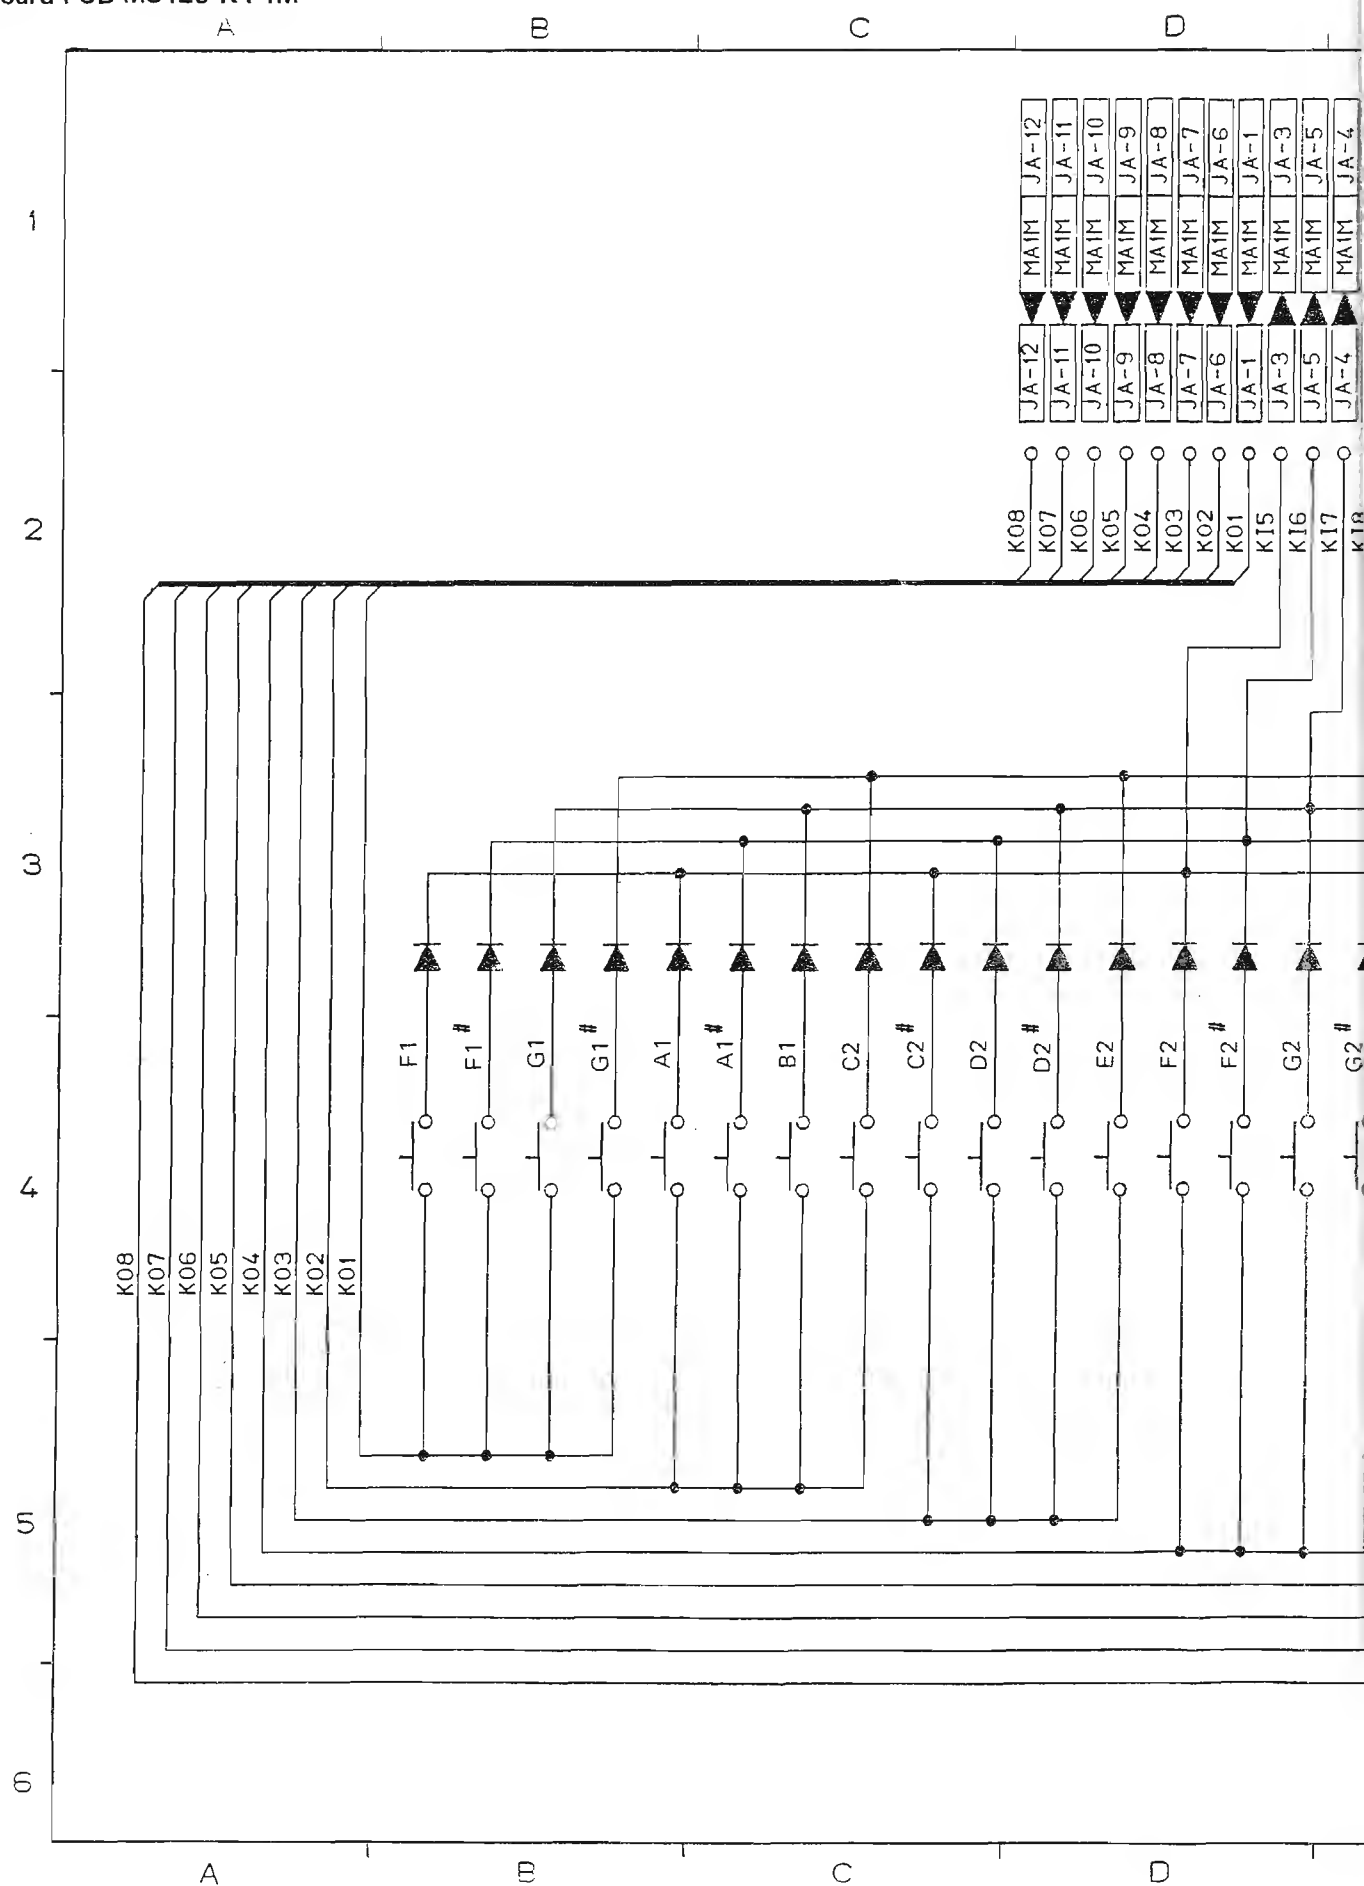 A B C D
JA-12 JA-11 JA-10 JA-9 JA-8 JA-7 JA-6 JA-1 JA-3 JA-5 JA-4
1
MA1M MA1M MA1M MA1M MA1M MA1M MA1M MA1M MA1M MA1M MA1M
JA-12 JA-11 JA-10 JA-9 JA-8 JA-7 JA-6 JA-1 JA-3 JA-5 JA-4
2
K08 K07 K06 K05 K04 K03 K02 K01 KI5 KI6 KI7 KI8
3
F1 F1# G1 G1# A1 A1# B1 C2 C2# D2 D2# E2 F2 F2# G2 G2#
4
K08 K07 K06 K05 K04 K03 K02 K01
5
6
A B C D